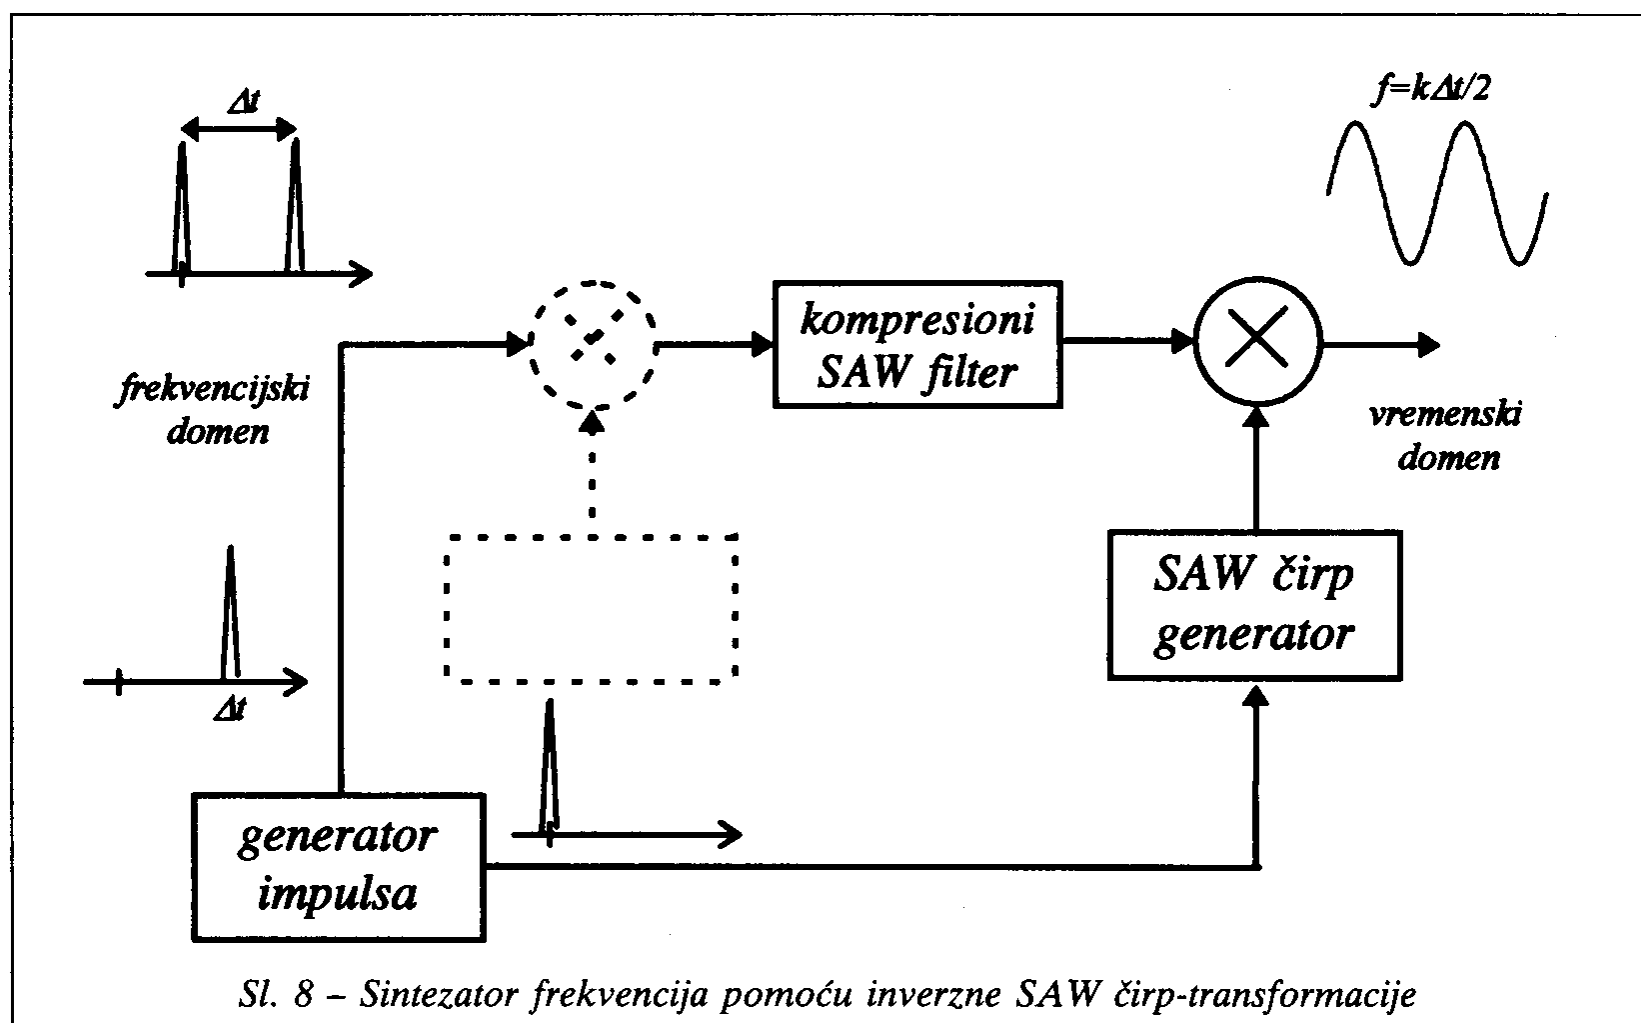 Δt
f=kΔt/2
kompresioni
SAW filter
frekvencijski
domen
vremenski
domen
SAW čirp
generator
Δt
generator
impulsa
Sl. 8 – Sintezator frekvencija pomoću inverzne SAW čirp-transformacije